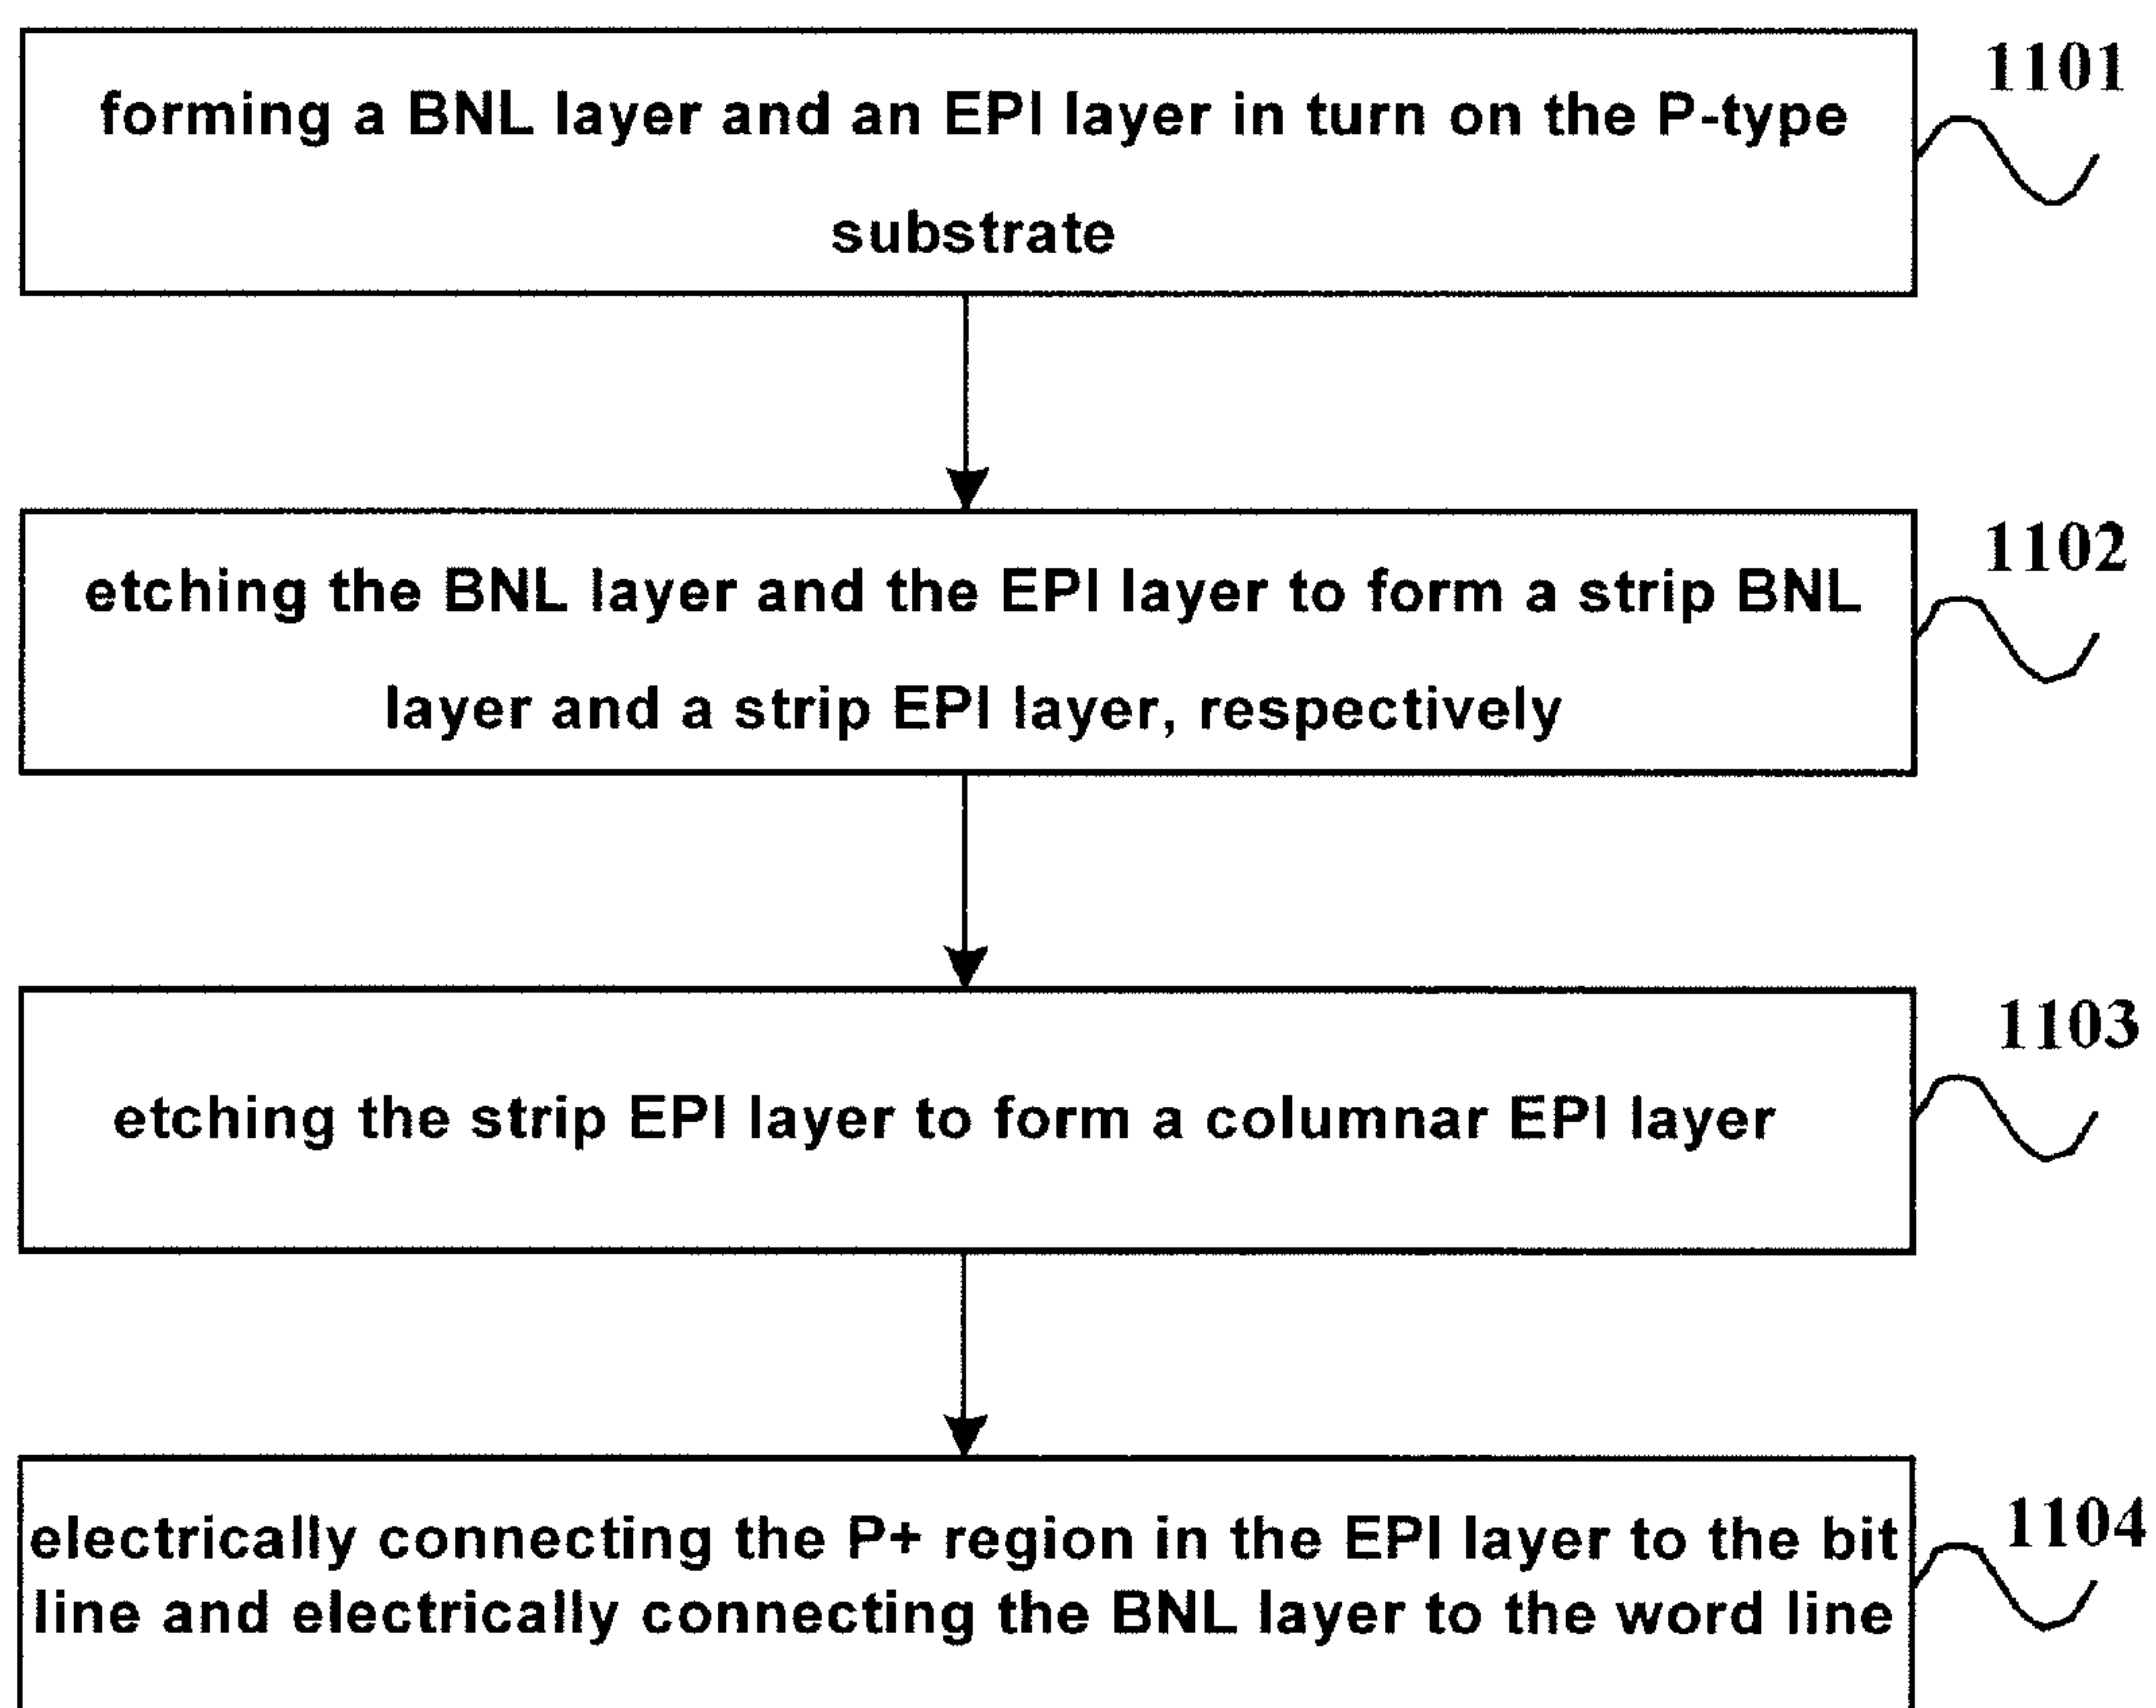 1101
forming a BNL layer and an EPI layer in turn on the P-type
substrate
1102
etching the BNL layer and the EPI layer to form a strip BNL
layer and a strip EPI layer, respectively
1103
etching the strip EPI layer to form a columnar EPI layer
1104
electrically connecting the P+ region in the EPI layer to the bit
line and electrically connecting the BNL layer to the word line